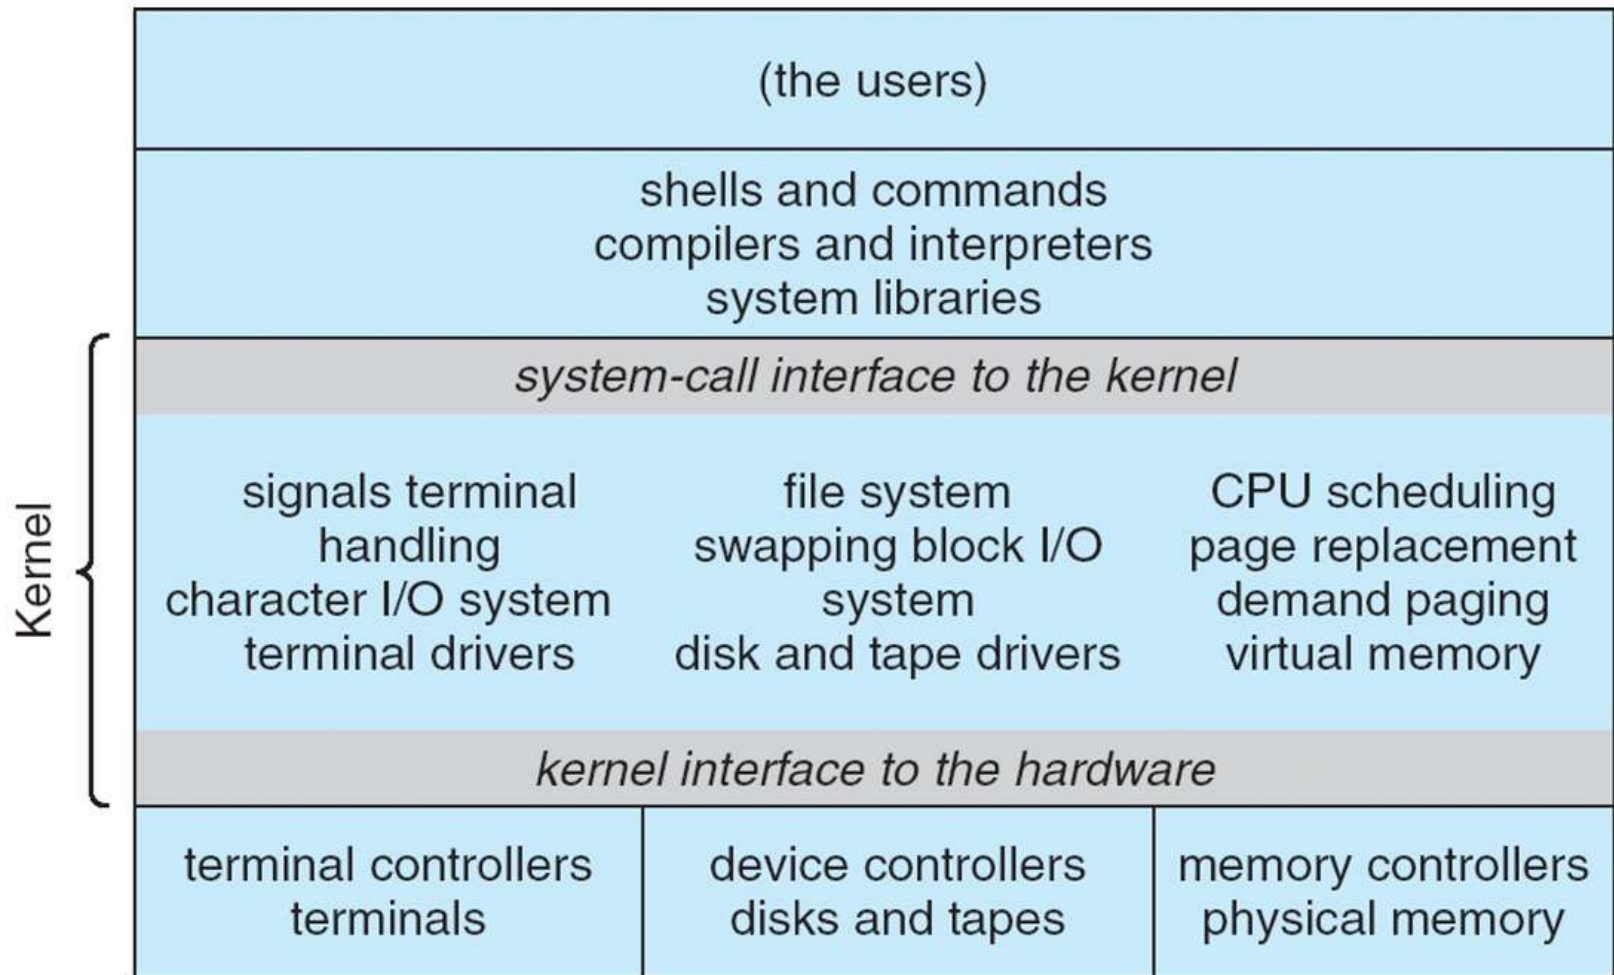 (the users)
shells and commands
compilers and interpreters
system libraries
system-call interface to the kernel
Kernel
signals terminal
handling
character I/O system
terminal drivers
file system
swapping block I/O
system
disk and tape drivers
CPU scheduling
page replacement
demand paging
virtual memory
kernel interface to the hardware
terminal controllers
terminals
device controllers
disks and tapes
memory controllers
physical memory